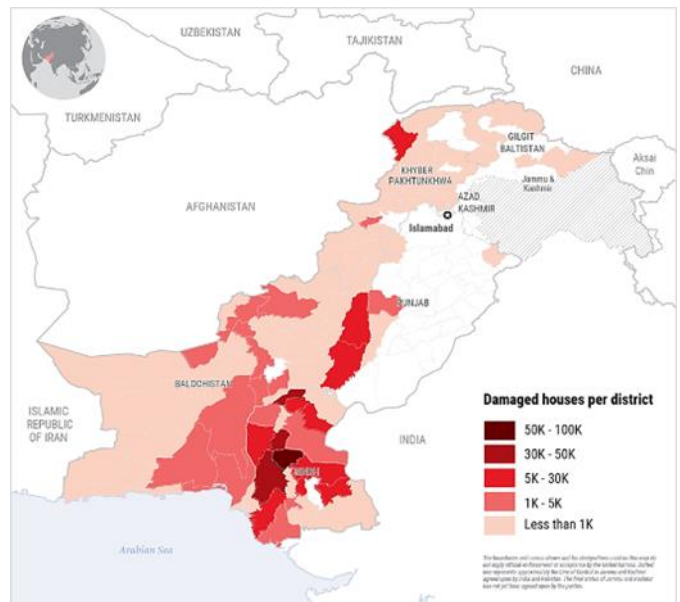 UZBEKISTAN
TAJIKISTAN
CHINA
TURKMENISTAN
GILGIT
BALTISTAN
Aksai
Chin
KHYBER
PAKHTUNKHWA
Jammu &
Kashmir
AZAD
KASHMIR
AFGHANISTAN
Islamabad
PUNJAB
BALOCHISTAN
ISLAMIC
REPUBLIC
OF IRAN
INDIA
SINDH
Arabian Sea
Damaged houses per district
50K - 100K
30K - 50K
5K - 30K
1K - 5K
Less than 1K